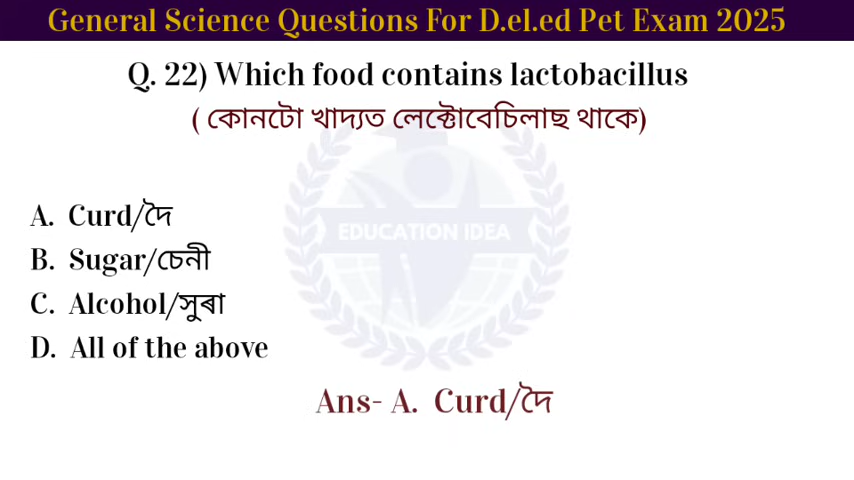 General Science Questions For D.el.ed Pet Exam 2025
Q. 22) Which food contains lactobacillus
( কোনটো খাদ্যত লেক্টোবেচিলাছ থাকে)
EDUCATION IDEA
A. Curd/দৈ
B. Sugar/চেনী
C. Alcohol/সুৰা
D. All of the above
Ans- A. Curd/দৈ